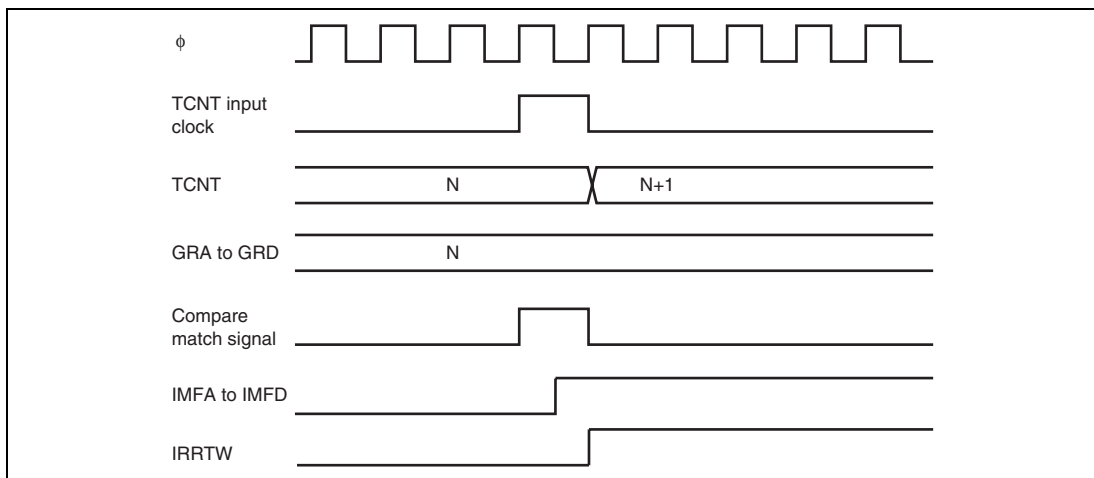 ϕ
TCNT input
clock
TCNT
N
N+1
GRA to GRD
N
Compare
match signal
IMFA to IMFD
IRRTW